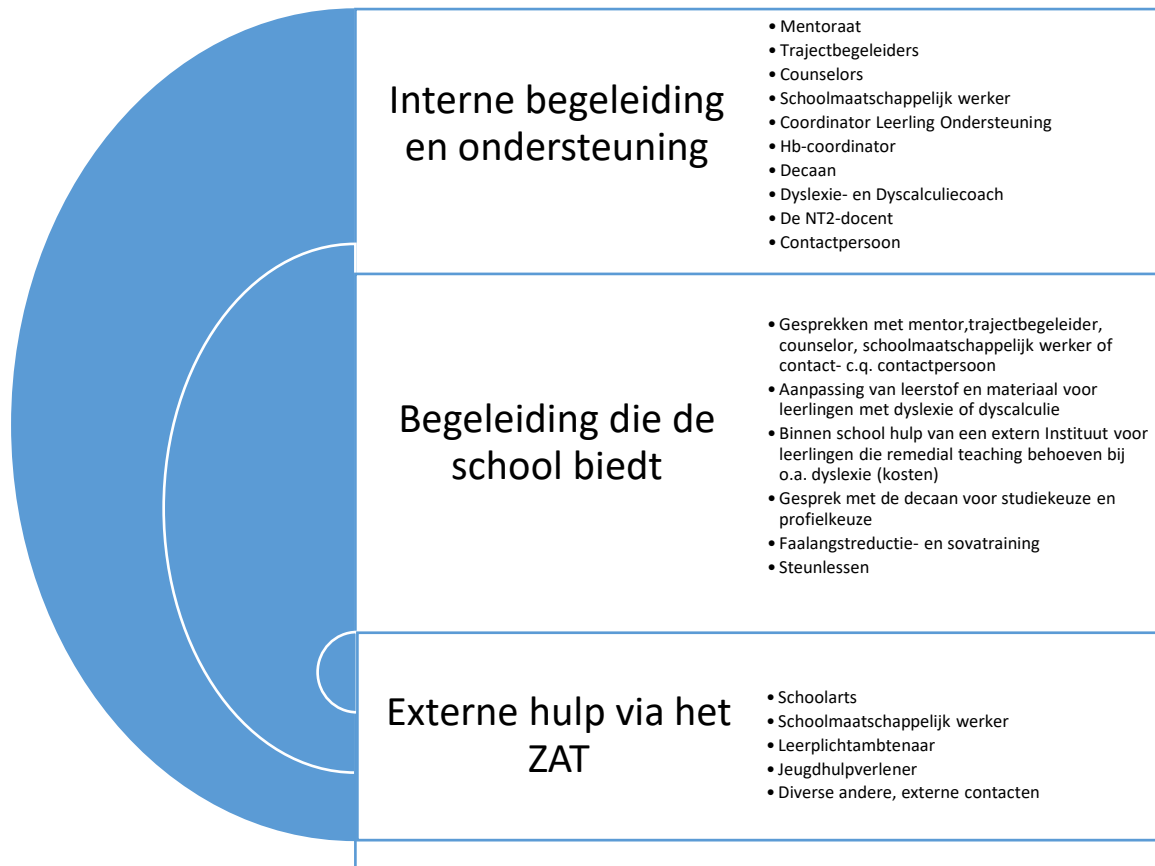 Interne begeleiding
en ondersteuning
• Mentoraat
• Trajectbegeleiders
• Counselors
• Schoolmaatschappelijk werker
• Coordinator Leerling Ondersteuning
• Hb-coordinator
• Decaan
• Dyslexie- en Dyscalculiecoach
• De NT2-docent
• Contactpersoon
Begeleiding die de
school biedt
• Gesprekken met mentor,trajectbegeleider,
counselor, schoolmaatschappelijk werker of
contact- c.q. contactpersoon
• Aanpassing van leerstof en materiaal voor
leerlingen met dyslexie of dyscalculie
• Binnen school hulp van een extern Instituut voor
leerlingen die remedial teaching behoeven bij
o.a. dyslexie (kosten)
• Gesprek met de decaan voor studiekeuze en
profielkeuze
• Faalangstreductie- en sovatraining
• Steunlessen
Externe hulp via het
ZAT
• Schoolarts
• Schoolmaatschappelijk werker
• Leerplichtambtenaar
• Jeugdhulpverlener
• Diverse andere, externe contacten